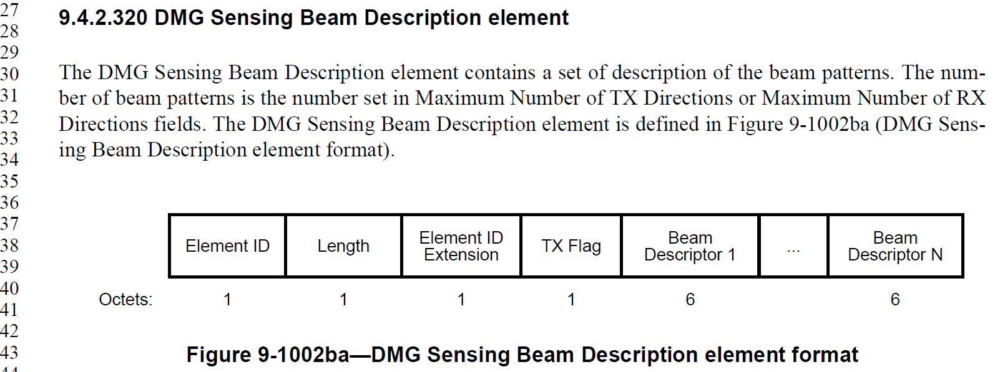 27
28
29
30
31
32
33
34
35
36
37
38
39
40
41
42
43
9.4.2.320 DMG Sensing Beam Description element
The DMG Sensing Beam Description element contains a set of description of the beam patterns. The num-
ber of beam patterns is the number set in Maximum Number of TX Directions or Maximum Number of RX
Directions fields. The DMG Sensing Beam Description element is defined in Figure 9-1002ba (DMG Sens-
ing Beam Description element format).
Element ID
Length
Element ID
Extension
TX Flag
Beam
Descriptor 1
...
Beam
Descriptor N
Octets: 1 1 1 1 6 6
Figure 9-1002ba—DMG Sensing Beam Description element format